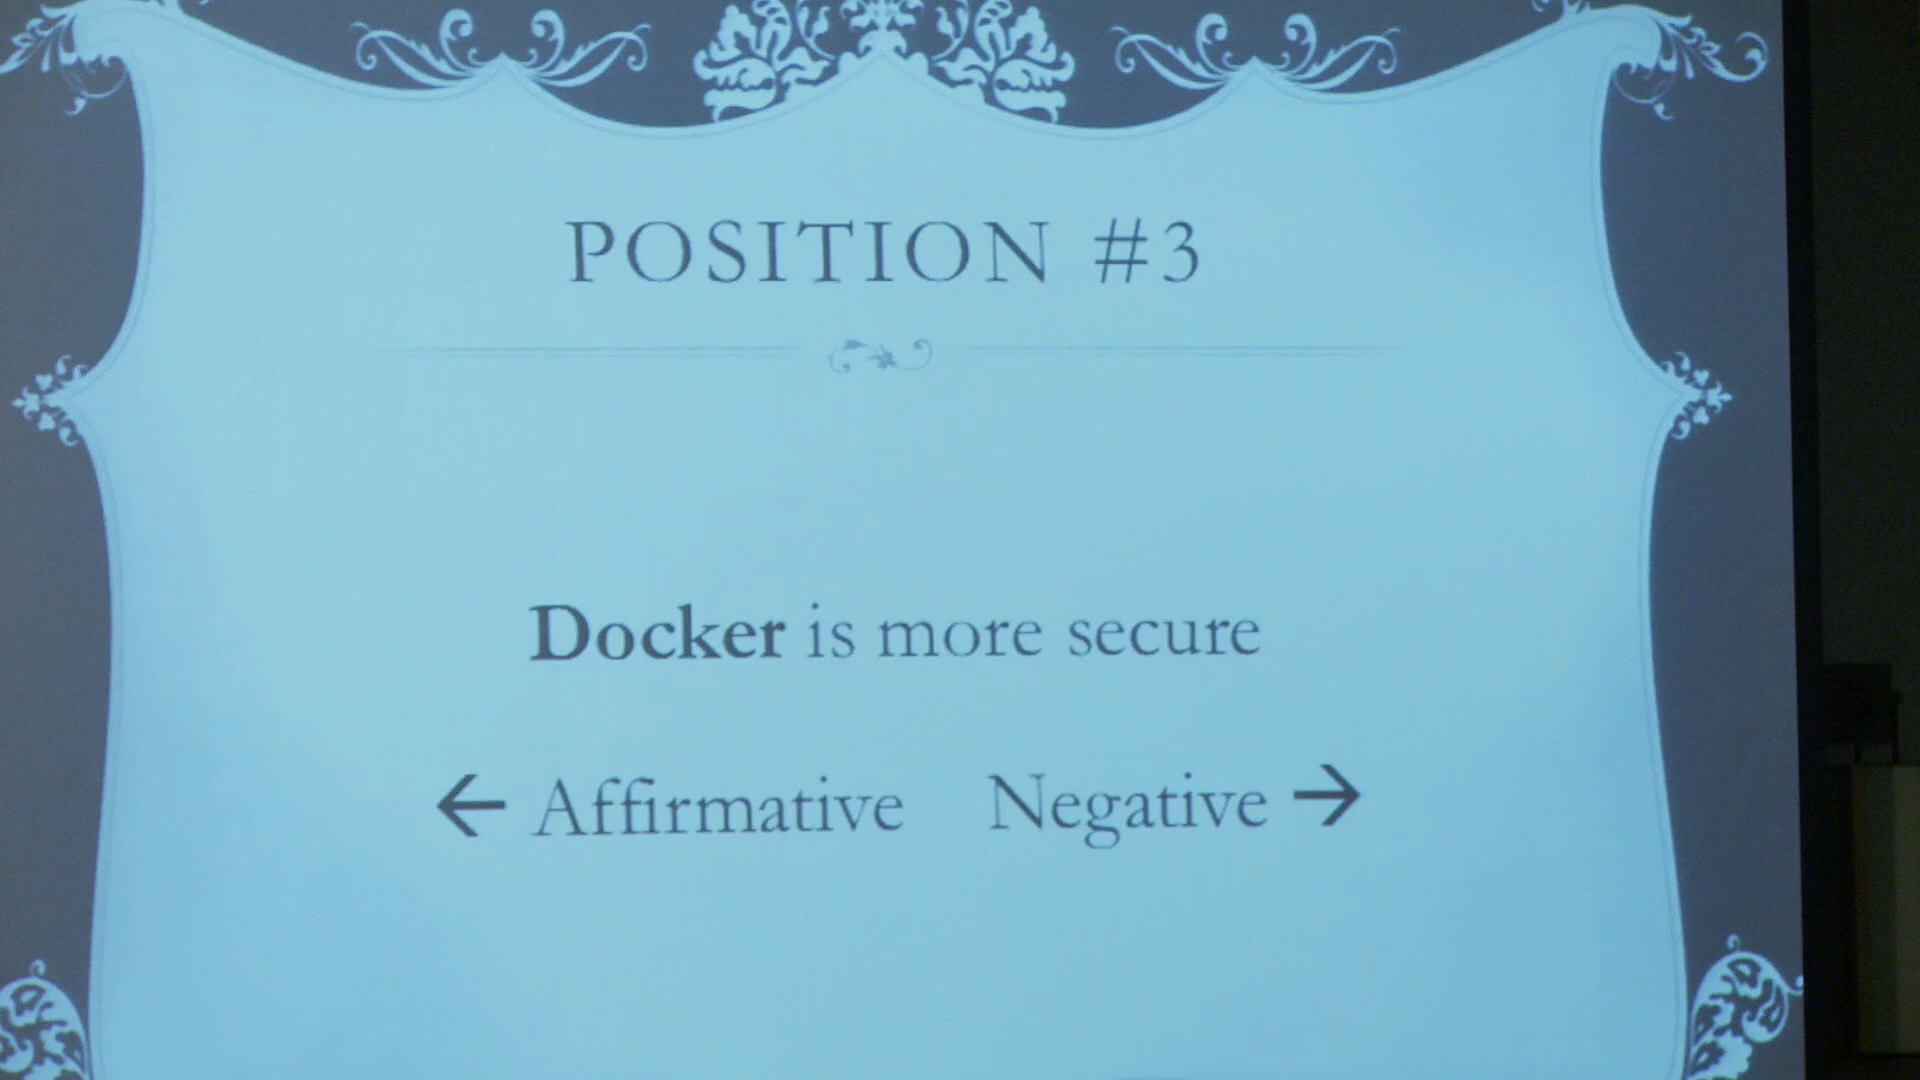 POSITION #3
Docker is more secure
← Affirmative Negative →